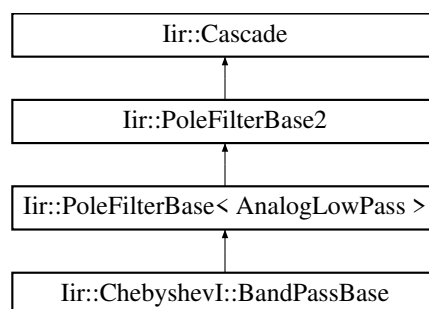 Iir::Cascade
Iir::PoleFilterBase2
Iir::PoleFilterBase< AnalogLowPass >
Iir::ChebyshevI::BandPassBase